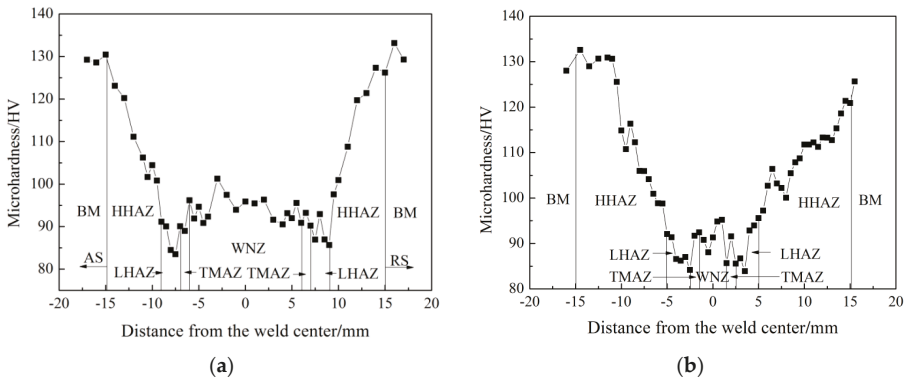 140
130
120
110
100
90
80
Microhardness/HV
BM
HHAZ
HHAZ
BM
WNZ
AS
LHAZ
TMAZ
TMAZ
LHAZ
RS
-20
-15
-10
-5
0
5
10
15
20
Distance from the weld center/mm
(a)
140
130
120
110
100
90
80
Microhardness/HV
BM
HHAZ
HHAZ
BM
LHAZ
LHAZ
TMAZ
WNZ
TMAZ
-20
-15
-10
-5
0
5
10
15
20
Distance from the weld center/mm
(b)